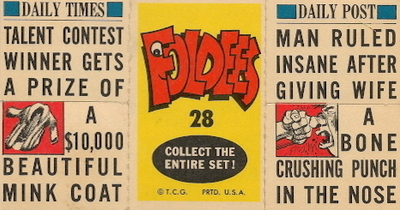 DAILY TIMES
TALENT CONTEST
WINNER GETS
A PRIZE OF
A
$10,000
BEAUTIFUL
MINK COAT
FOLDEES
28
COLLECT THE
ENTIRE SET!
© T.C.G. PRTD. U.S.A.
DAILY POST
MAN RULED
INSANE AFTER
GIVING WIFE
A
BONE
CRUSHING PUNCH
IN THE NOSE